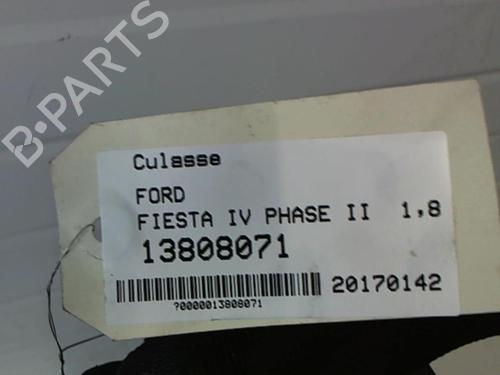 B-PARTS
Culasse
FORD
FIESTA IV PHASE II 1,8
13808071
20170142
?0000013808071